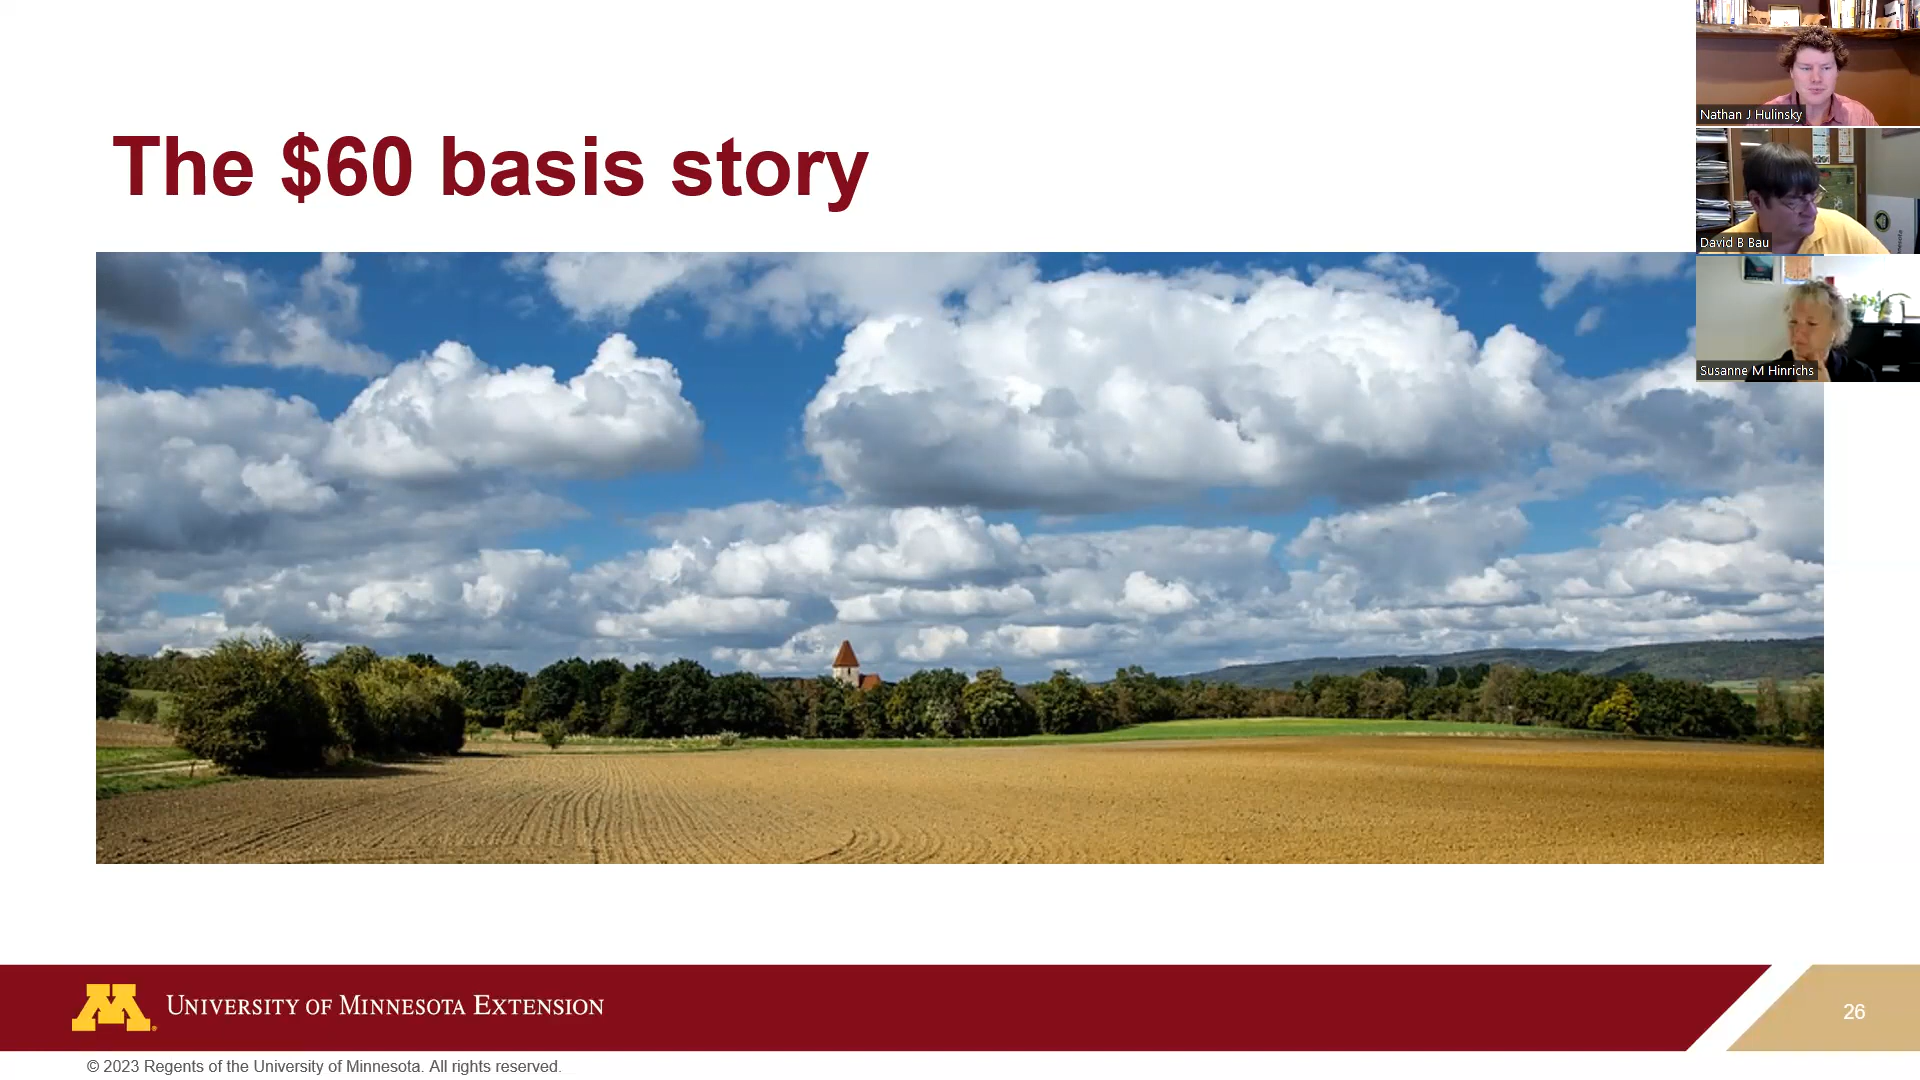 The $60 basis story
Nathan J Hulinsky
David B Bau
Susanne M Hinrichs
UNIVERSITY OF MINNESOTA EXTENSION
26
© 2023 Regents of the University of Minnesota. All rights reserved.